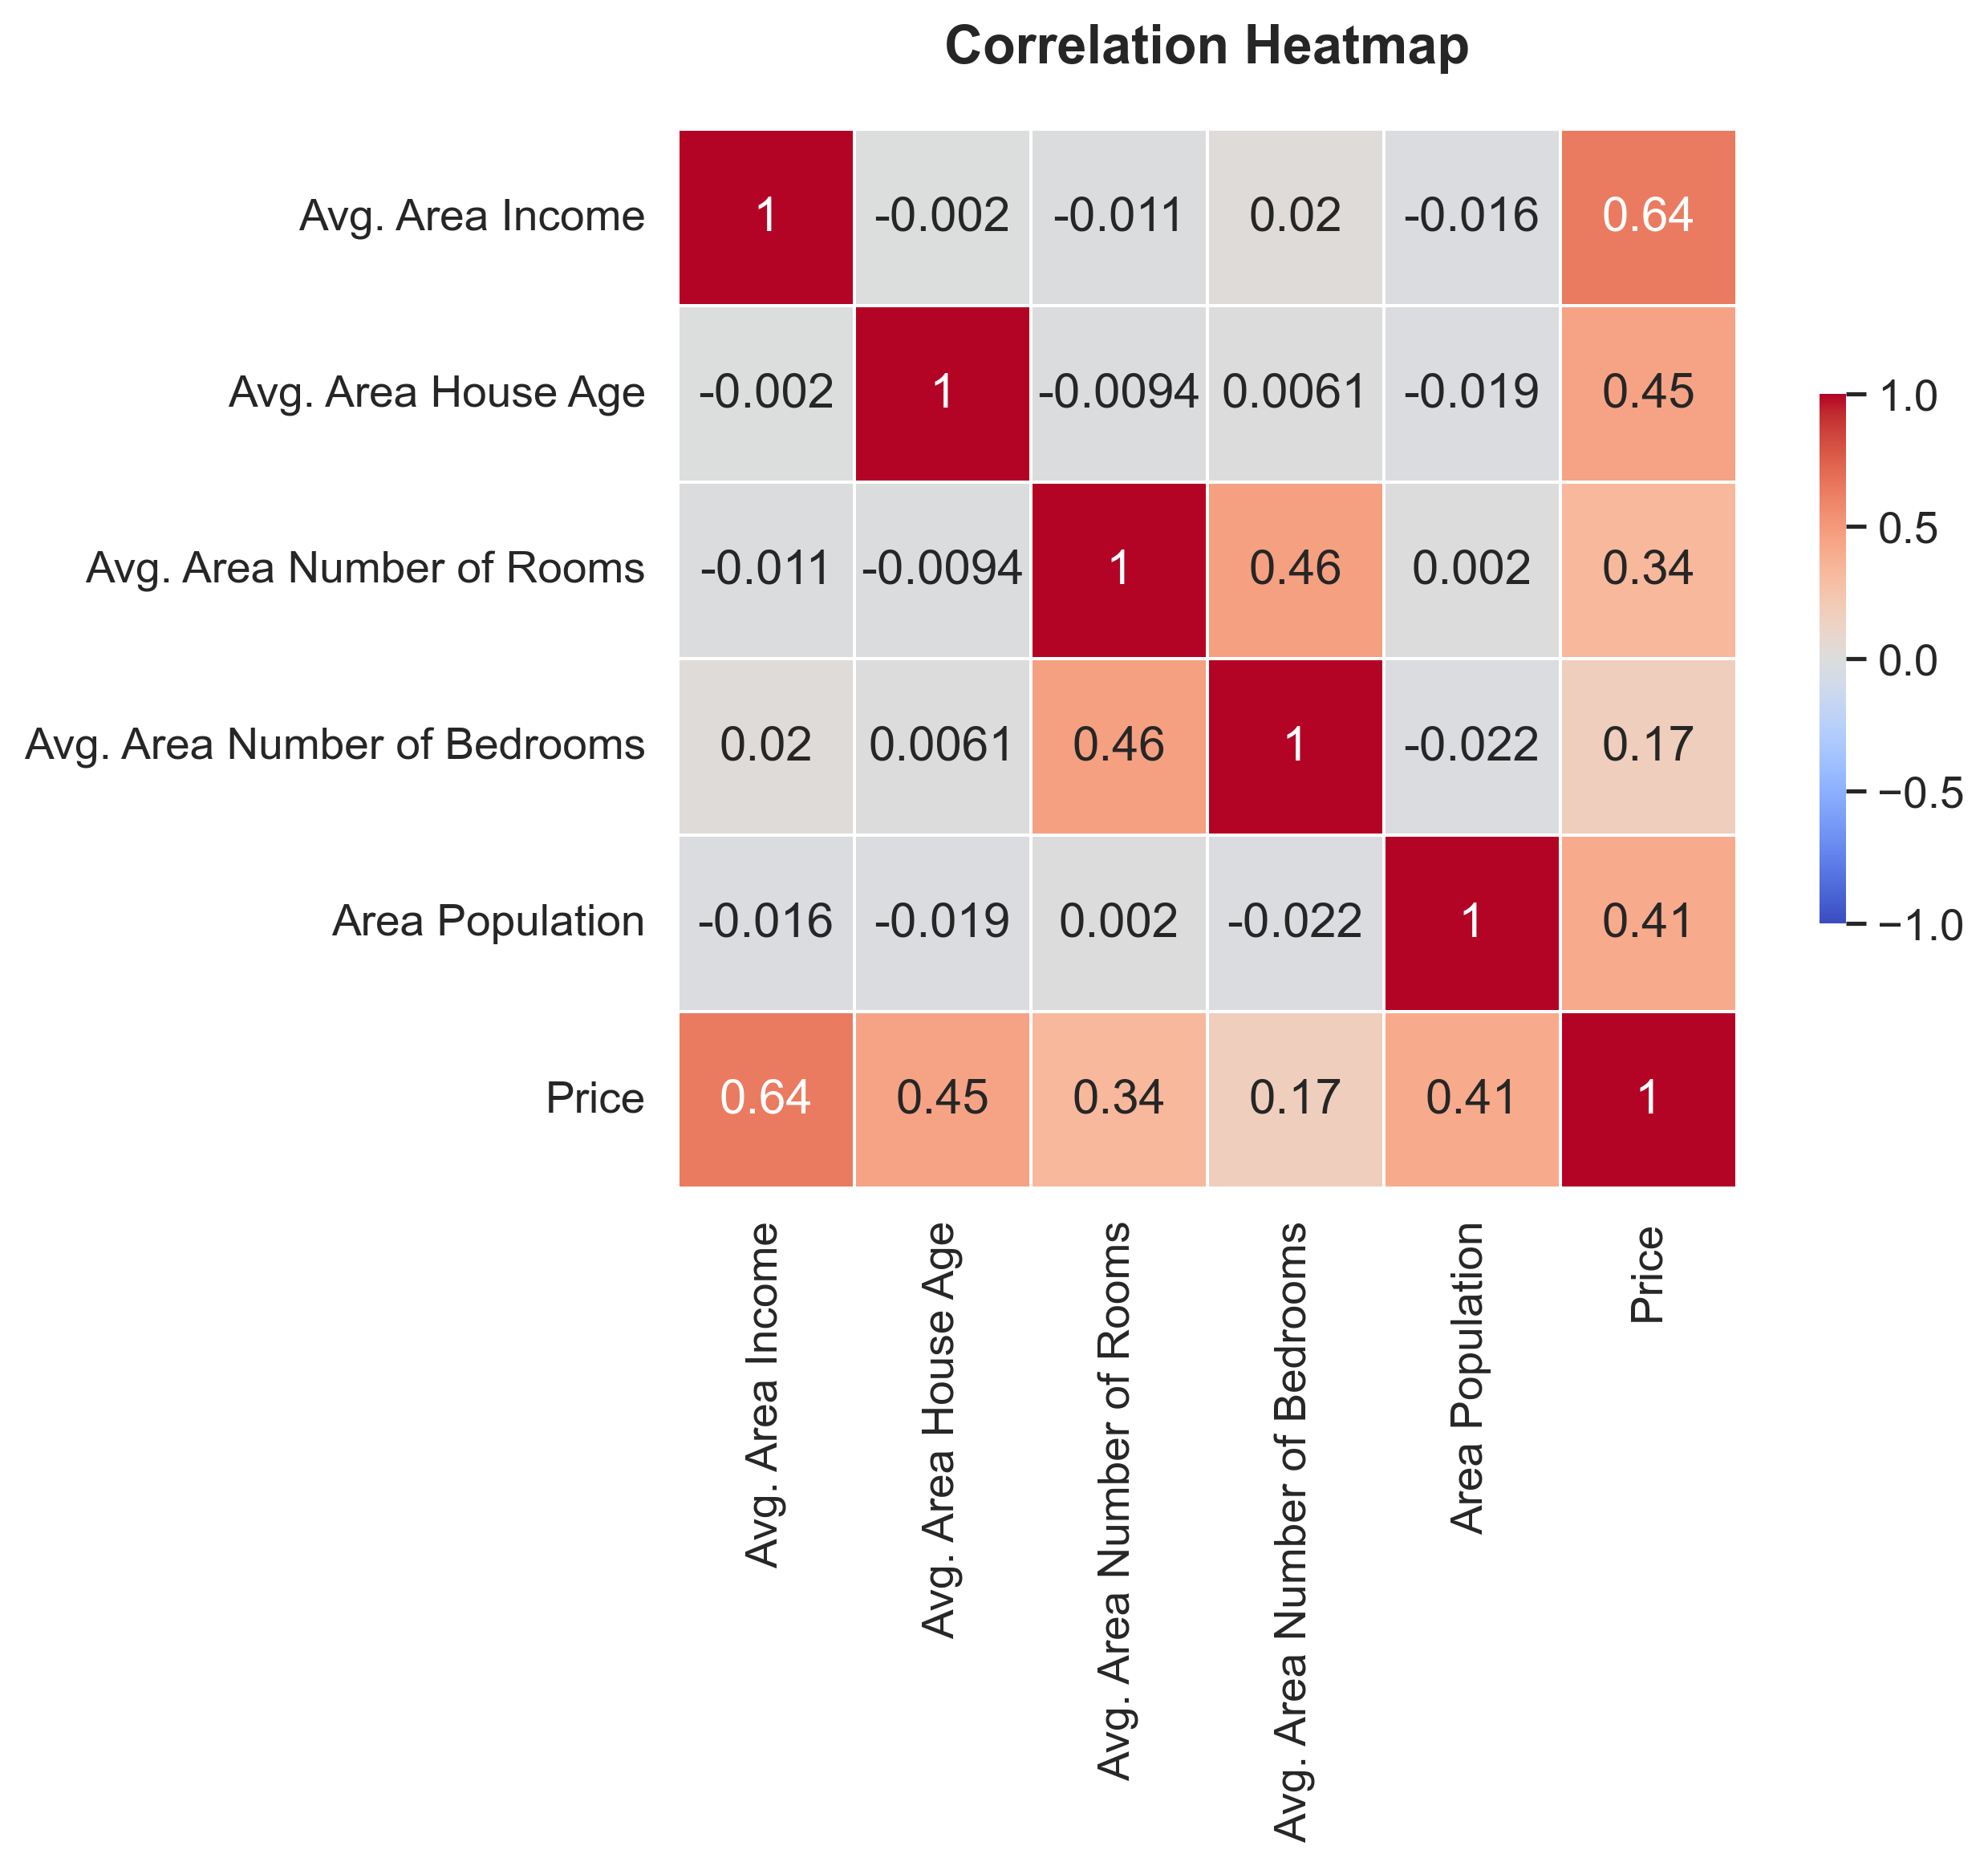 Correlation Heatmap
Avg. Area Income 1 -0.002 -0.011 0.02 -0.016 0.64
Avg. Area House Age -0.002 1 -0.0094 0.0061 -0.019 0.45
Avg. Area Number of Rooms -0.011 -0.0094 1 0.46 0.002 0.34
Avg. Area Number of Bedrooms 0.02 0.0061 0.46 1 -0.022 0.17
Area Population -0.016 -0.019 0.002 -0.022 1 0.41
Price 0.64 0.45 0.34 0.17 0.41 1
Avg. Area Income
Avg. Area House Age
Avg. Area Number of Rooms
Avg. Area Number of Bedrooms
Area Population
Price
1.0
0.5
0.0
−0.5
−1.0